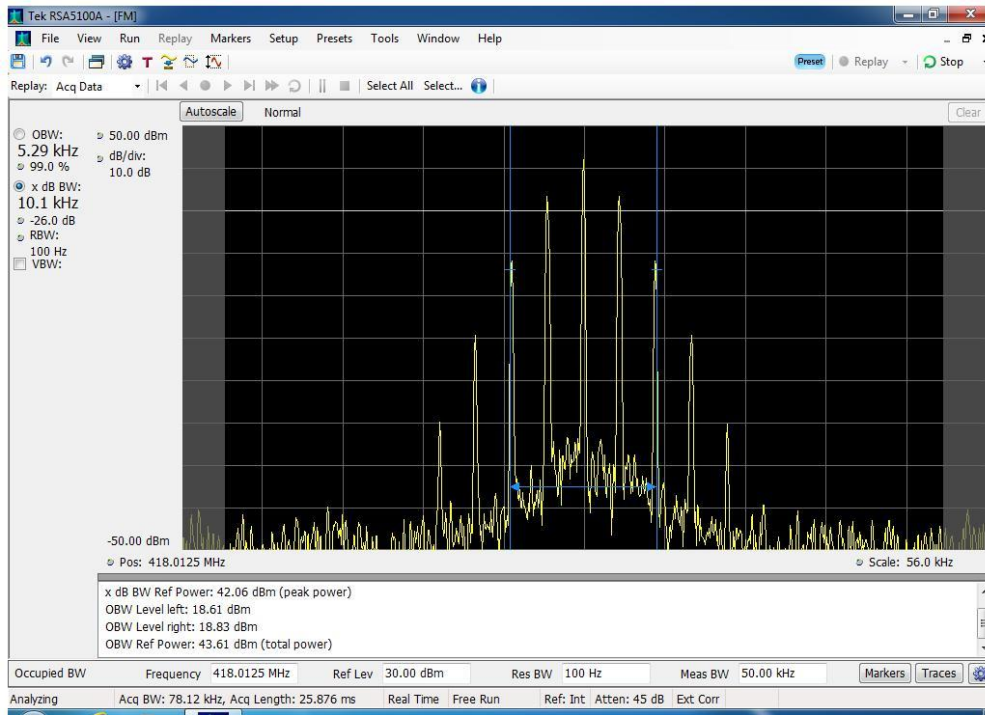 Tek RSA5100A - [FM]
File View Run Replay Markers Setup Presets Tools Window Help
T Preset Replay Stop
Replay: Acq Data Select All Select...
Autoscale Normal Clear
OBW:
5.29 kHz
99.0 %
x dB BW:
10.1 kHz
-26.0 dB
RBW:
100 Hz
VBW:
50.00 dBm
dB/div:
10.0 dB
-50.00 dBm
Pos: 418.0125 MHz Scale: 56.0 kHz
x dB BW Ref Power: 42.06 dBm (peak power)
OBW Level left: 18.61 dBm
OBW Level right: 18.83 dBm
OBW Ref Power: 43.61 dBm (total power)
Occupied BW Frequency 418.0125 MHz Ref Lev 30.00 dBm Res BW 100 Hz Meas BW 50.00 kHz Markers Traces
Analyzing Acq BW: 78.12 kHz, Acq Length: 25.876 ms Real Time Free Run Ref: Int Atten: 45 dB Ext Corr